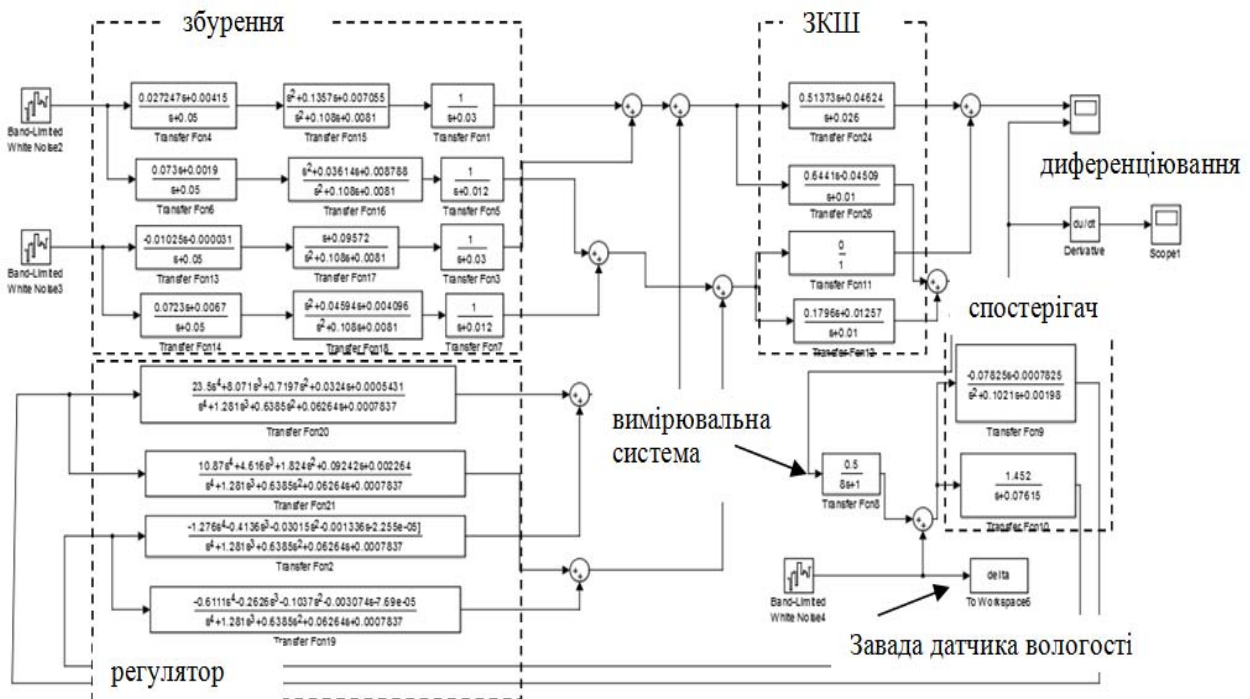 збурення
ЗКШ
Band-Limited
White Noise2
0.027247s+0.00415
s+0.05
Transfer Fcn4
s²+0.1357s+0.007055
s²+0.108s+0.0081
Transfer Fcn15
1
s+0.03
Transfer Fcn1
0.51373s+0.04624
s+0.026
Transfer Fcn24
диференціювання
0.073s+0.0019
s+0.05
Transfer Fcn6
s²+0.03614s+0.008788
s²+0.108s+0.0081
Transfer Fcn16
1
s+0.012
Transfer Fcn5
0.6441s-0.04509
s+0.01
Transfer Fcn26
du/dt
Derivative
Scope1
Band-Limited
White Noise3
-0.01025s-0.000031
s+0.05
Transfer Fcn13
s+0.09572
s²+0.108s+0.0081
Transfer Fcn17
1
s+0.03
Transfer Fcn3
0
1
Transfer Fcn11
0.0723s+0.0067
s+0.05
Transfer Fcn14
s²+0.04594s+0.004096
s²+0.108s+0.0081
Transfer Fcn18
1
s+0.012
Transfer Fcn7
0.1796s+0.01257
s+0.01
Transfer Fcn12
спостерігач
23.5s⁴+8.071s³+0.7197s²+0.0324s+0.0005431
s⁴+1.281s³+0.6385s²+0.06264s+0.0007837
Transfer Fcn20
-0.07825s-0.0007825
s²+0.1021s+0.00198
Transfer Fcn9
вимірювальна
система
10.87s⁴+4.616s³+1.824s²+0.09242s+0.002264
s⁴+1.281s³+0.6385s²+0.06264s+0.0007837
Transfer Fcn21
0.5
8s+1
Transfer Fcn8
1.452
s+0.07615
Transfer Fcn10
-1.276s⁴-0.4136s³-0.03015s²-0.001336s-2.255e-05]
s⁴+1.281s³+0.6385s²+0.06264s+0.0007837
Transfer Fcn2
-0.6111s⁴-0.2626s³-0.1037s²-0.003074s-7.69e-05
s⁴+1.281s³+0.6385s²+0.06264s+0.0007837
Transfer Fcn19
Band-Limited
White Noise4
delta
To Workspace6
Завада датчика вологості
регулятор